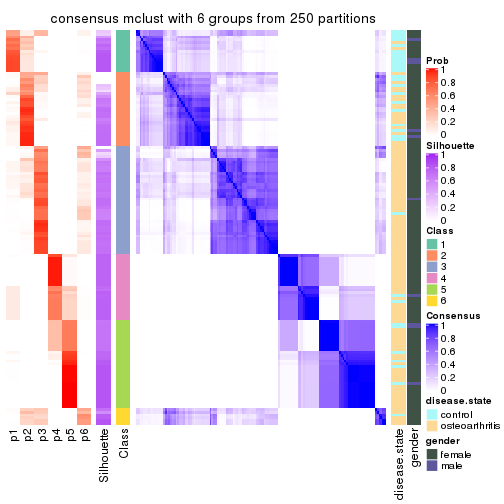 consensus mclust with 6 groups from 250 partitions
Prob
1
0.8
0.6
0.4
0.2
0
Silhouette
1
0.8
0.6
0.4
0.2
0
Class
1
2
3
4
5
6
Consensus
1
0.8
0.6
0.4
0.2
0
disease.state
control
osteoarthritis
gender
female
male
p1
p2
p3
p4
p5
p6
Silhouette
Class
disease.state
gender